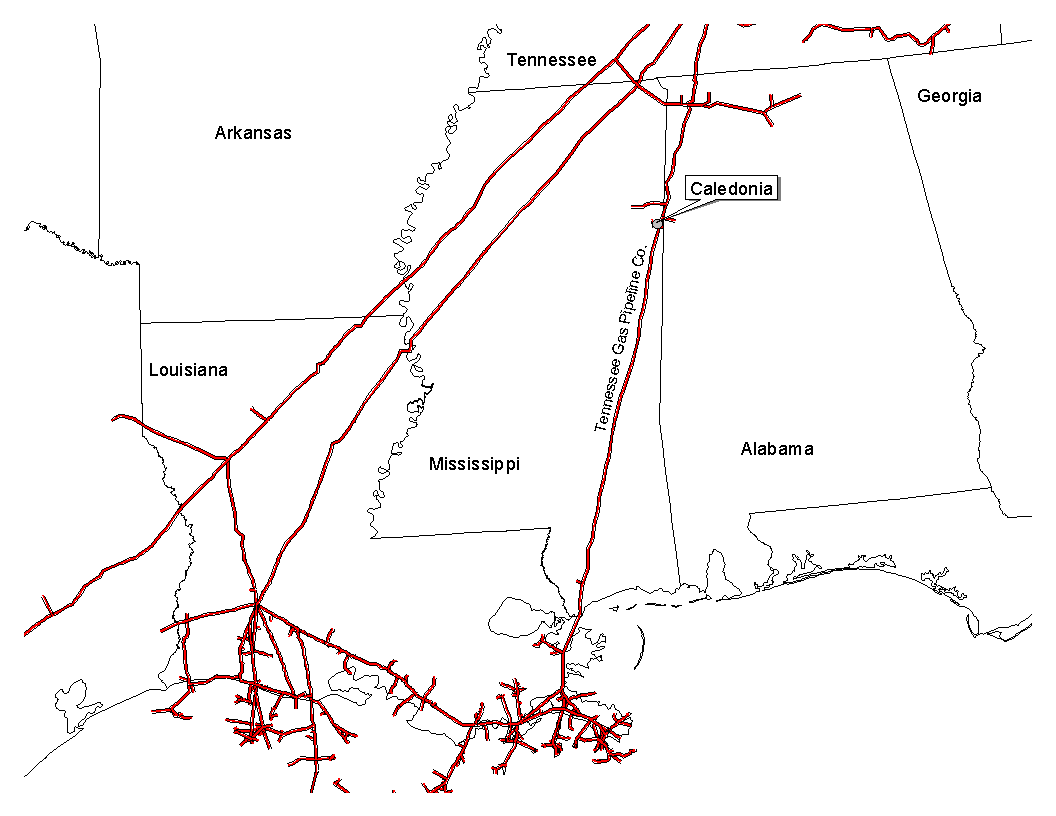 Tennessee
Georgia
Arkansas
Caledonia
Tennessee Gas Pipeline Co.
Louisiana
Mississippi
Alabama